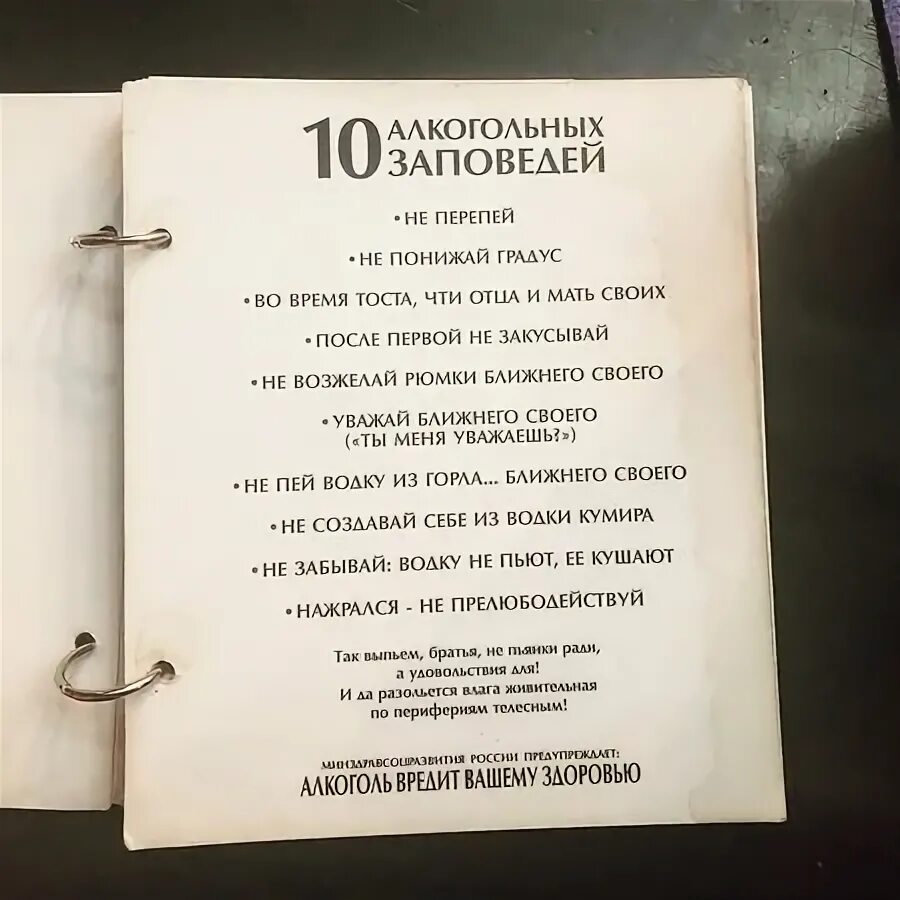 10 АЛКОГОЛЬНЫХ
ЗАПОВЕДЕЙ
•НЕ ПЕРЕПЕЙ
•НЕ ПОНИЖАЙ ГРАДУС
•ВО ВРЕМЯ ТОСТА, ЧТИ ОТЦА И МАТЬ СВОИХ
•ПОСЛЕ ПЕРВОЙ НЕ ЗАКУСЫВАЙ
•НЕ ВОЗЖЕЛАЙ РЮМКИ БЛИЖНЕГО СВОЕГО
•УВАЖАЙ БЛИЖНЕГО СВОЕГО
(«ТЫ МЕНЯ УВАЖАЕШЬ?»)
•НЕ ПЕЙ ВОДКУ ИЗ ГОРЛА... БЛИЖНЕГО СВОЕГО
•НЕ СОЗДАВАЙ СЕБЕ ИЗ ВОДКИ КУМИРА
•НЕ ЗАБЫВАЙ: ВОДКУ НЕ ПЬЮТ, ЕЕ КУШАЮТ
•НАЖРАЛСЯ - НЕ ПРЕЛЮБОДЕЙСТВУЙ
Так выпьем, братья, не пьянки ради,
а удовольствия для!
И да разольется влага живительная
по перифериям телесным!
МИНЗДРАВСОЦРАЗВИТИЯ РОССИИ ПРЕДУПРЕЖДАЕТ:
АЛКОГОЛЬ ВРЕДИТ ВАШЕМУ ЗДОРОВЬЮ